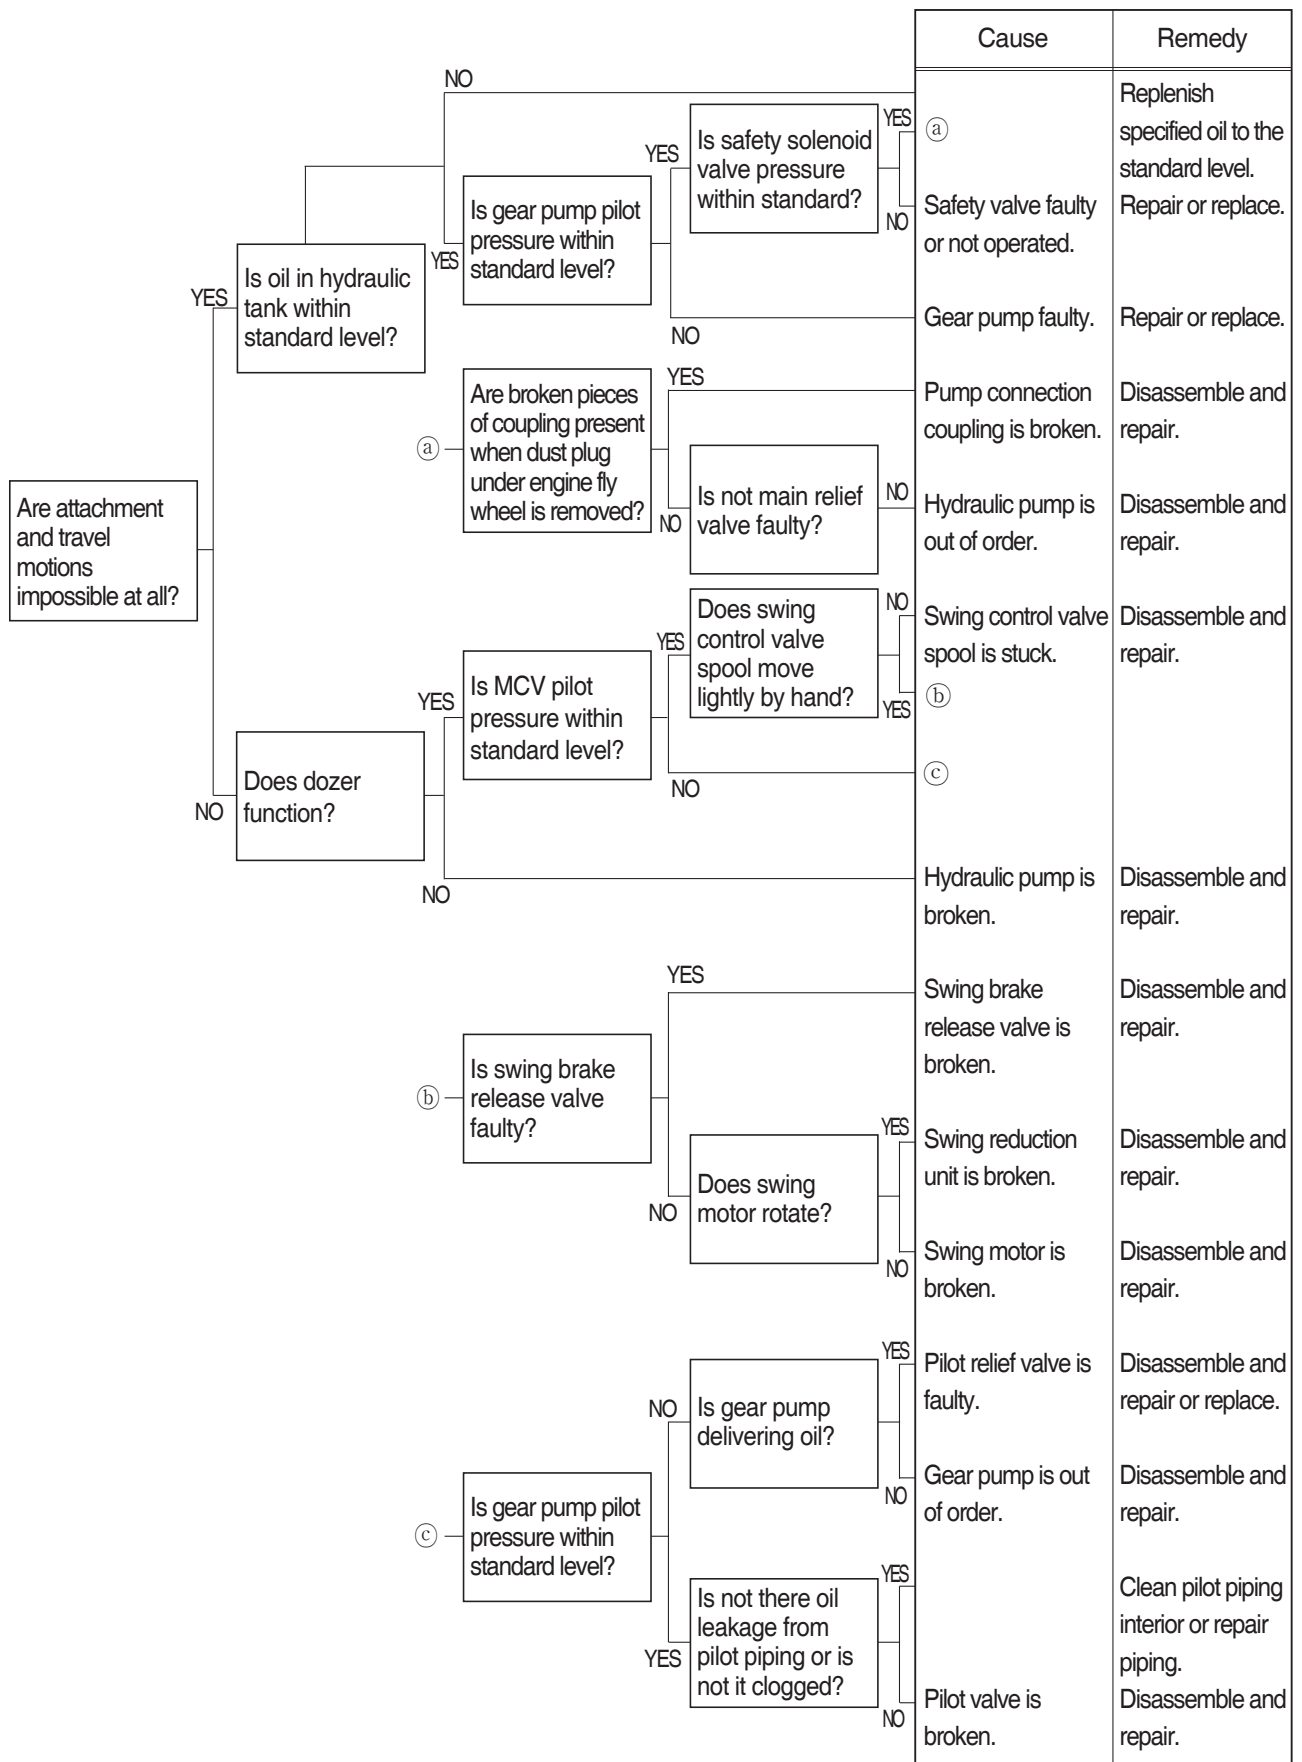 Cause
Remedy
NO
Replenish
specified oil to the
standard level.
YES
ⓐ
Is safety solenoid
valve pressure
within standard?
YES
NO
Safety valve faulty
or not operated.
Repair or replace.
Is gear pump pilot
pressure within
standard level?
YES
Is oil in hydraulic
tank within
standard level?
YES
NO
Gear pump faulty.
Repair or replace.
Are broken pieces
of coupling present
when dust plug
under engine fly
wheel is removed?
ⓐ
YES
Pump connection
coupling is broken.
Disassemble and
repair.
NO
Is not main relief
valve faulty?
NO
Hydraulic pump is
out of order.
Disassemble and
repair.
Are attachment
and travel
motions
impossible at all?
Does swing
control valve
spool move
lightly by hand?
NO
Swing control valve
spool is stuck.
Disassemble and
repair.
YES
YES
ⓑ
Is MCV pilot
pressure within
standard level?
YES
NO
ⓒ
Does dozer
function?
NO
NO
Hydraulic pump is
broken.
Disassemble and
repair.
YES
Swing brake
release valve is
broken.
Disassemble and
repair.
ⓑ
Is swing brake
release valve
faulty?
NO
Does swing
motor rotate?
YES
Swing reduction
unit is broken.
Disassemble and
repair.
NO
Swing motor is
broken.
Disassemble and
repair.
YES
Pilot relief valve is
faulty.
Disassemble and
repair or replace.
NO
Is gear pump
delivering oil?
NO
Gear pump is out
of order.
Disassemble and
repair.
ⓒ
Is gear pump pilot
pressure within
standard level?
YES
Is not there oil
leakage from
pilot piping or is
not it clogged?
YES
Clean pilot piping
interior or repair
piping.
NO
Pilot valve is
broken.
Disassemble and
repair.